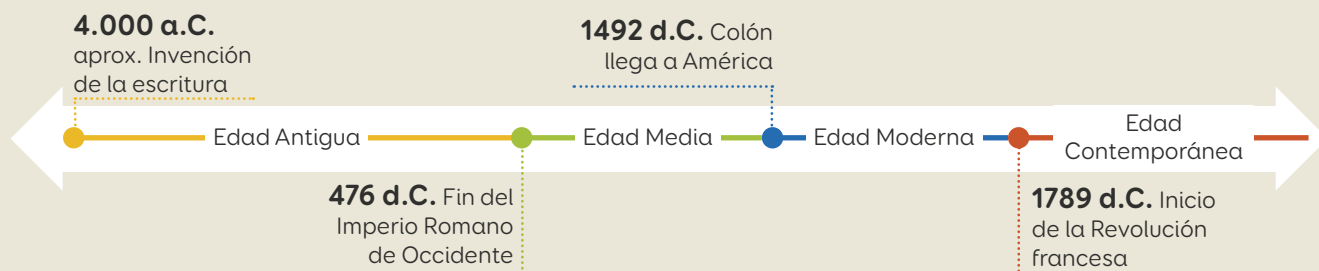 4.000 a.C.
aprox. Invención
de la escritura
1492 d.C. Colón
llega a América
Edad Antigua
Edad Media
Edad Moderna
Edad
Contemporánea
476 d.C. Fin del
Imperio Romano
de Occidente
1789 d.C. Inicio
de la Revolución
francesa